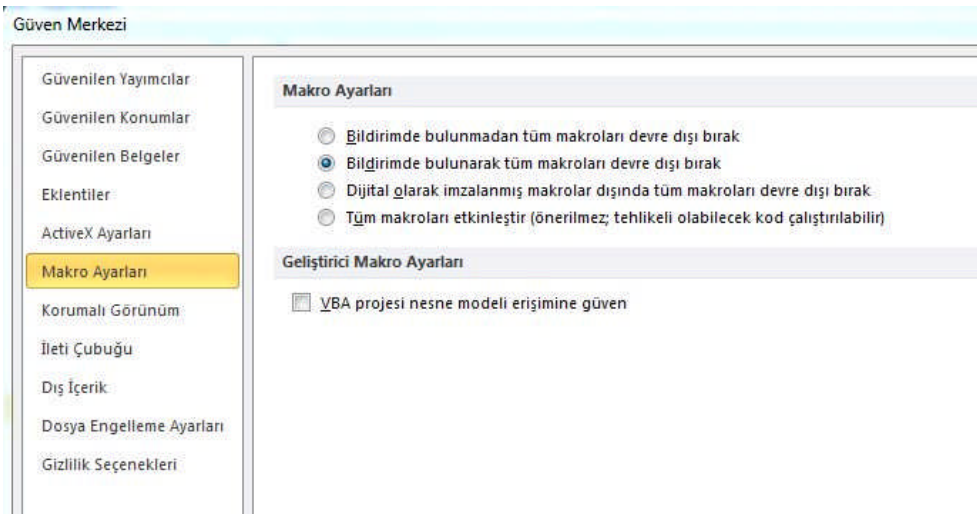 Güven Merkezi
Güvenilen Yayımcılar
Güvenilen Konumlar
Güvenilen Belgeler
Eklentiler
ActiveX Ayarları
Makro Ayarları
Korumalı Görünüm
İleti Çubuğu
Dış İçerik
Dosya Engelleme Ayarları
Gizlilik Seçenekleri
Makro Ayarları
Bildirimde bulunmadan tüm makroları devre dışı bırak
Bildirimde bulunarak tüm makroları devre dışı bırak
Dijital olarak imzalanmış makrolar dışında tüm makroları devre dışı bırak
Tüm makroları etkinleştir (önerilmez; tehlikeli olabilecek kod çalıştırılabilir)
Geliştirici Makro Ayarları
VBA projesi nesne modeli erişimine güven